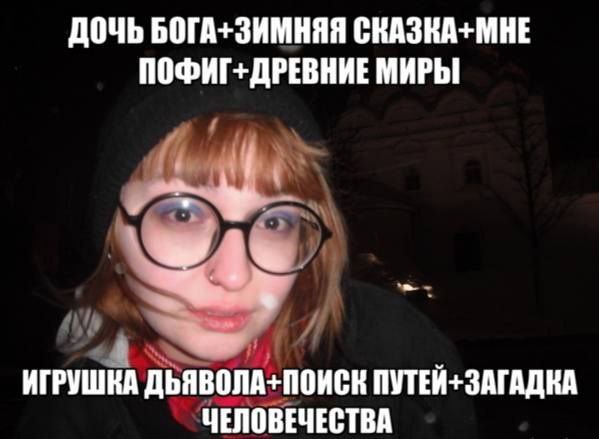 ДОЧЬ БОГА+ЗИМНЯЯ СКАЗКА+МНЕ
ПОФИГ+ДРЕВНИЕ МИРЫ
ИГРУШКА ДЬЯВОЛА+ПОИСК ПУТЕЙ+ЗАГАДКА
ЧЕЛОВЕЧЕСТВА